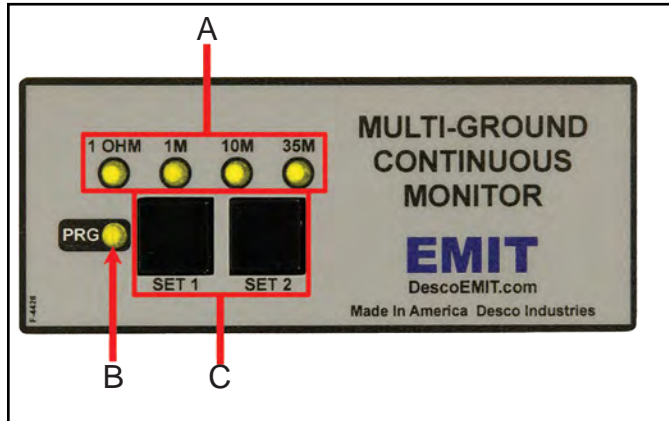 A
1 OHM 1M 10M 35M
MULTI-GROUND
CONTINUOUS
MONITOR
PRG
SET 1 SET 2
EMIT
DescoEMIT.com
Made In America Desco Industries
F-4426
B C